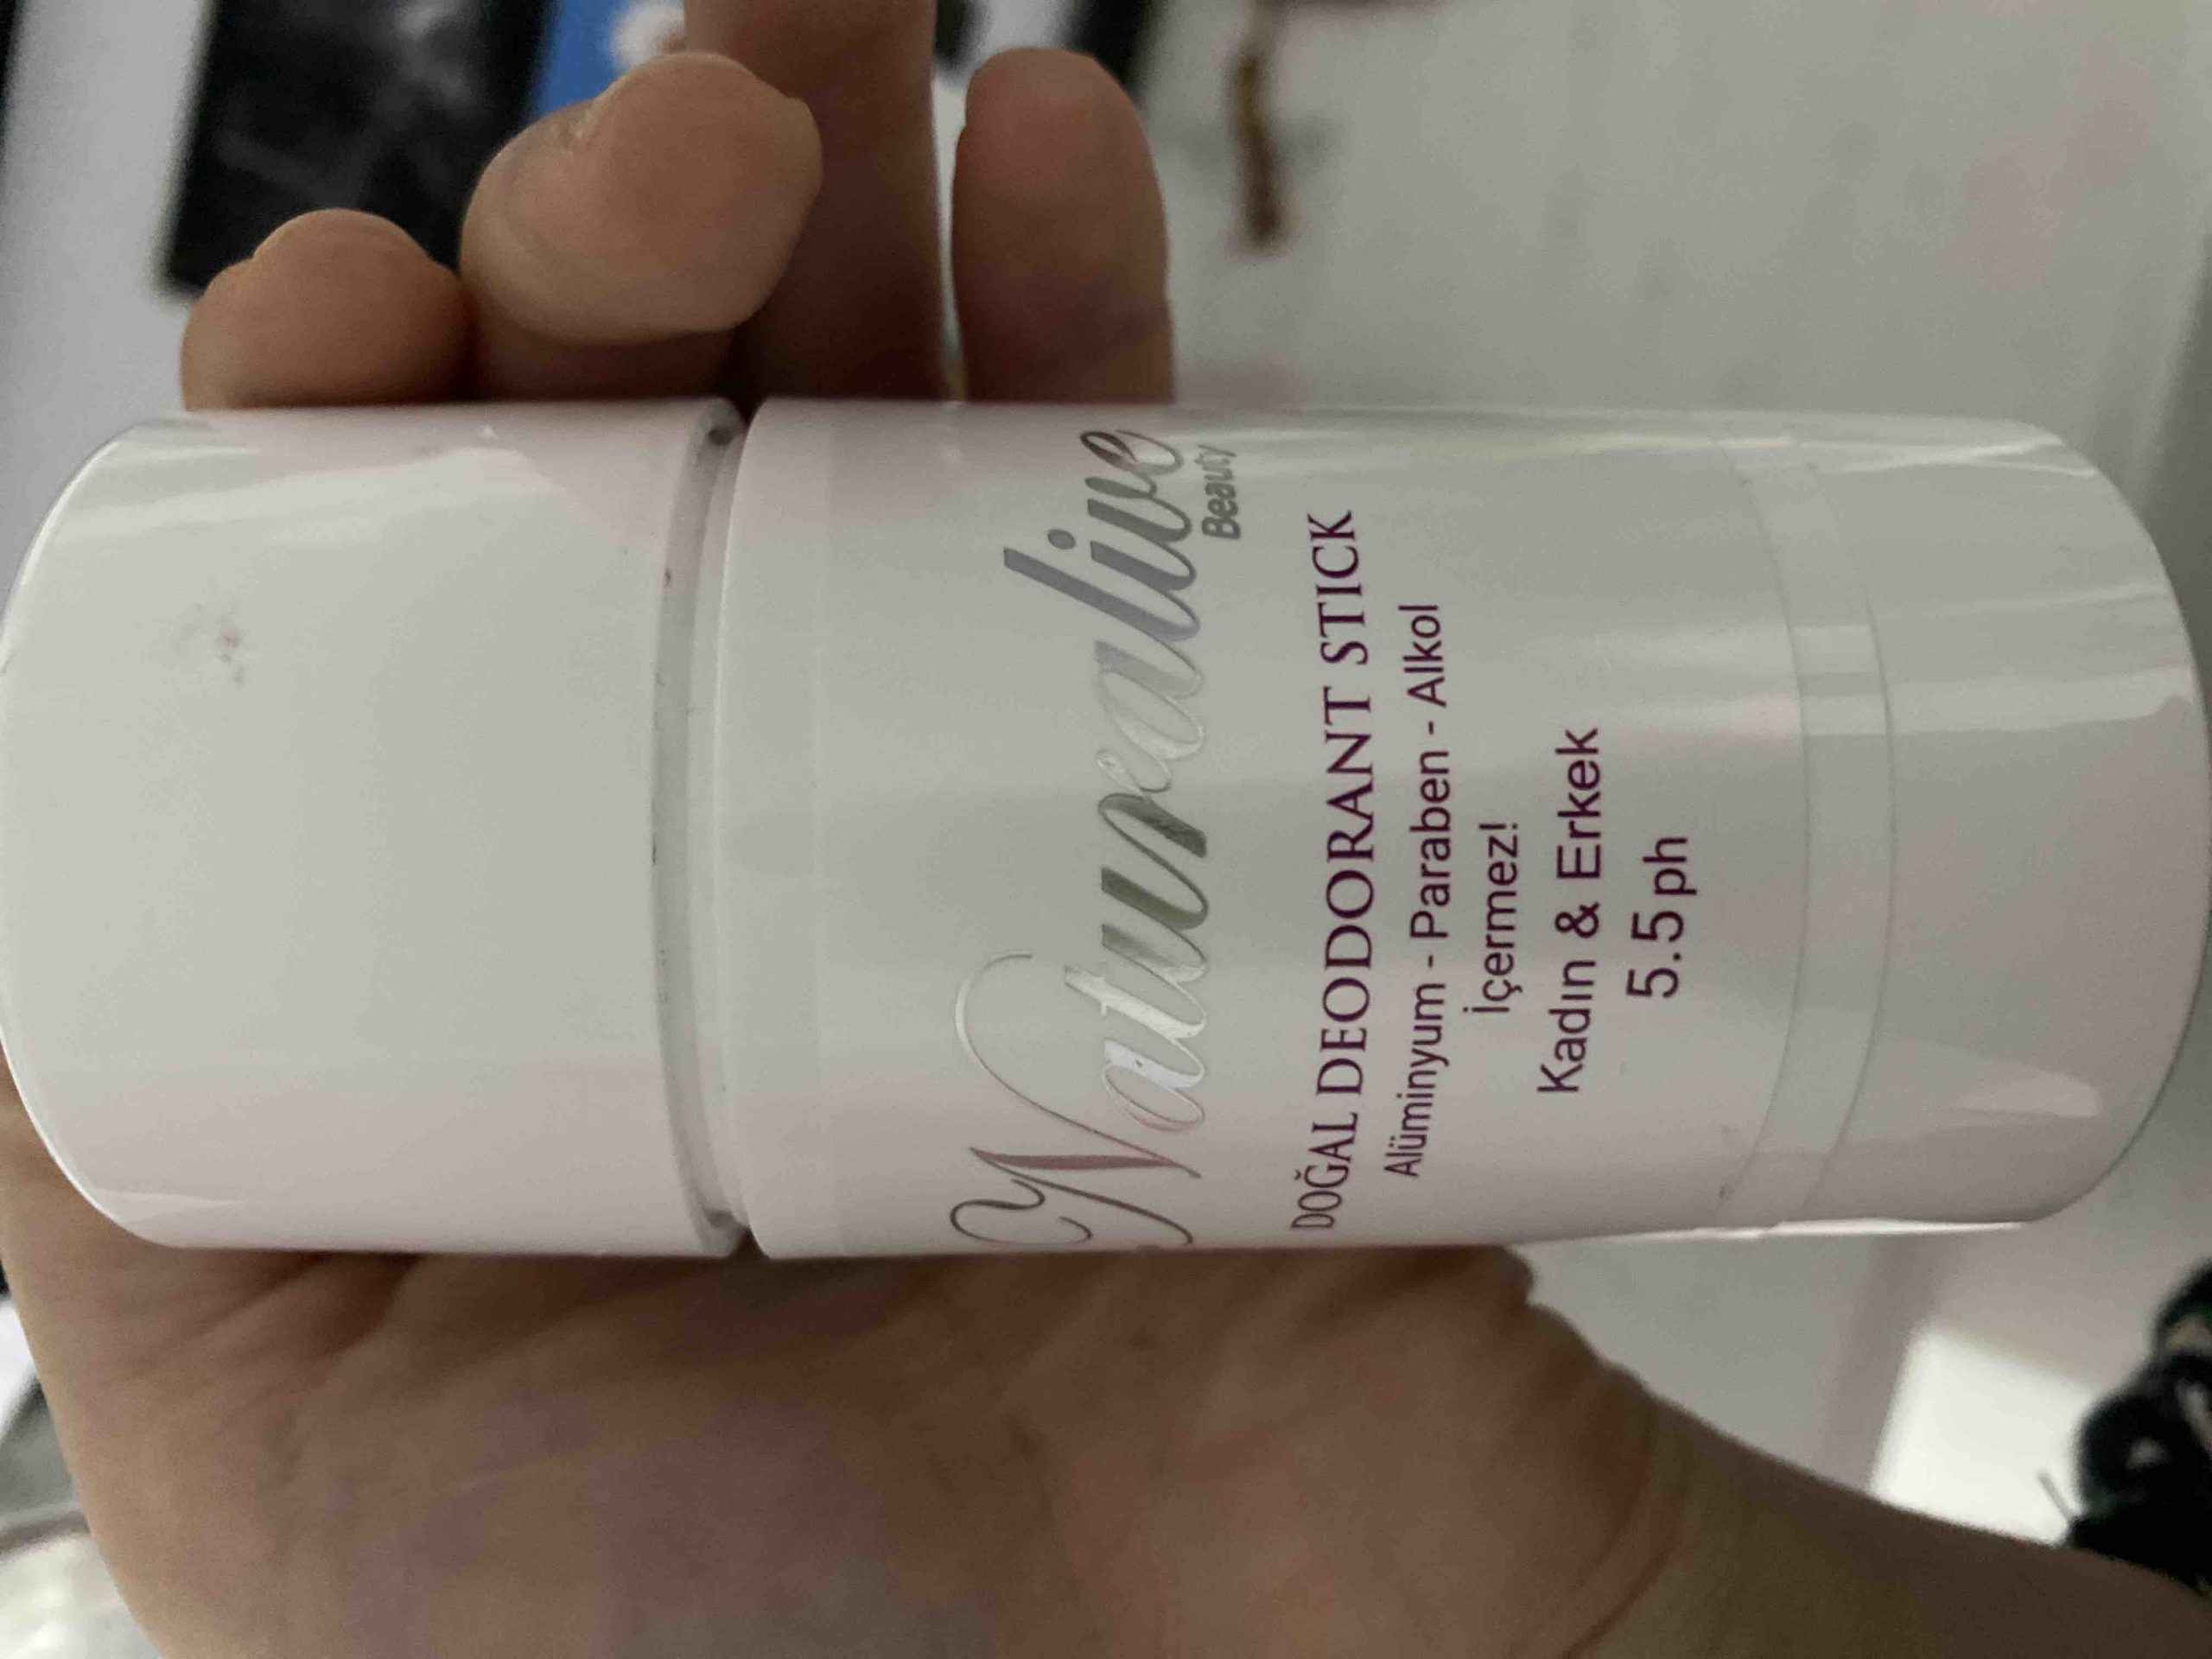 Naturalive
Beauty
DOĞAL DEODORANT STICK
Alüminyum - Paraben - Alkol
İçermez!
Kadın & Erkek
5.5 ph